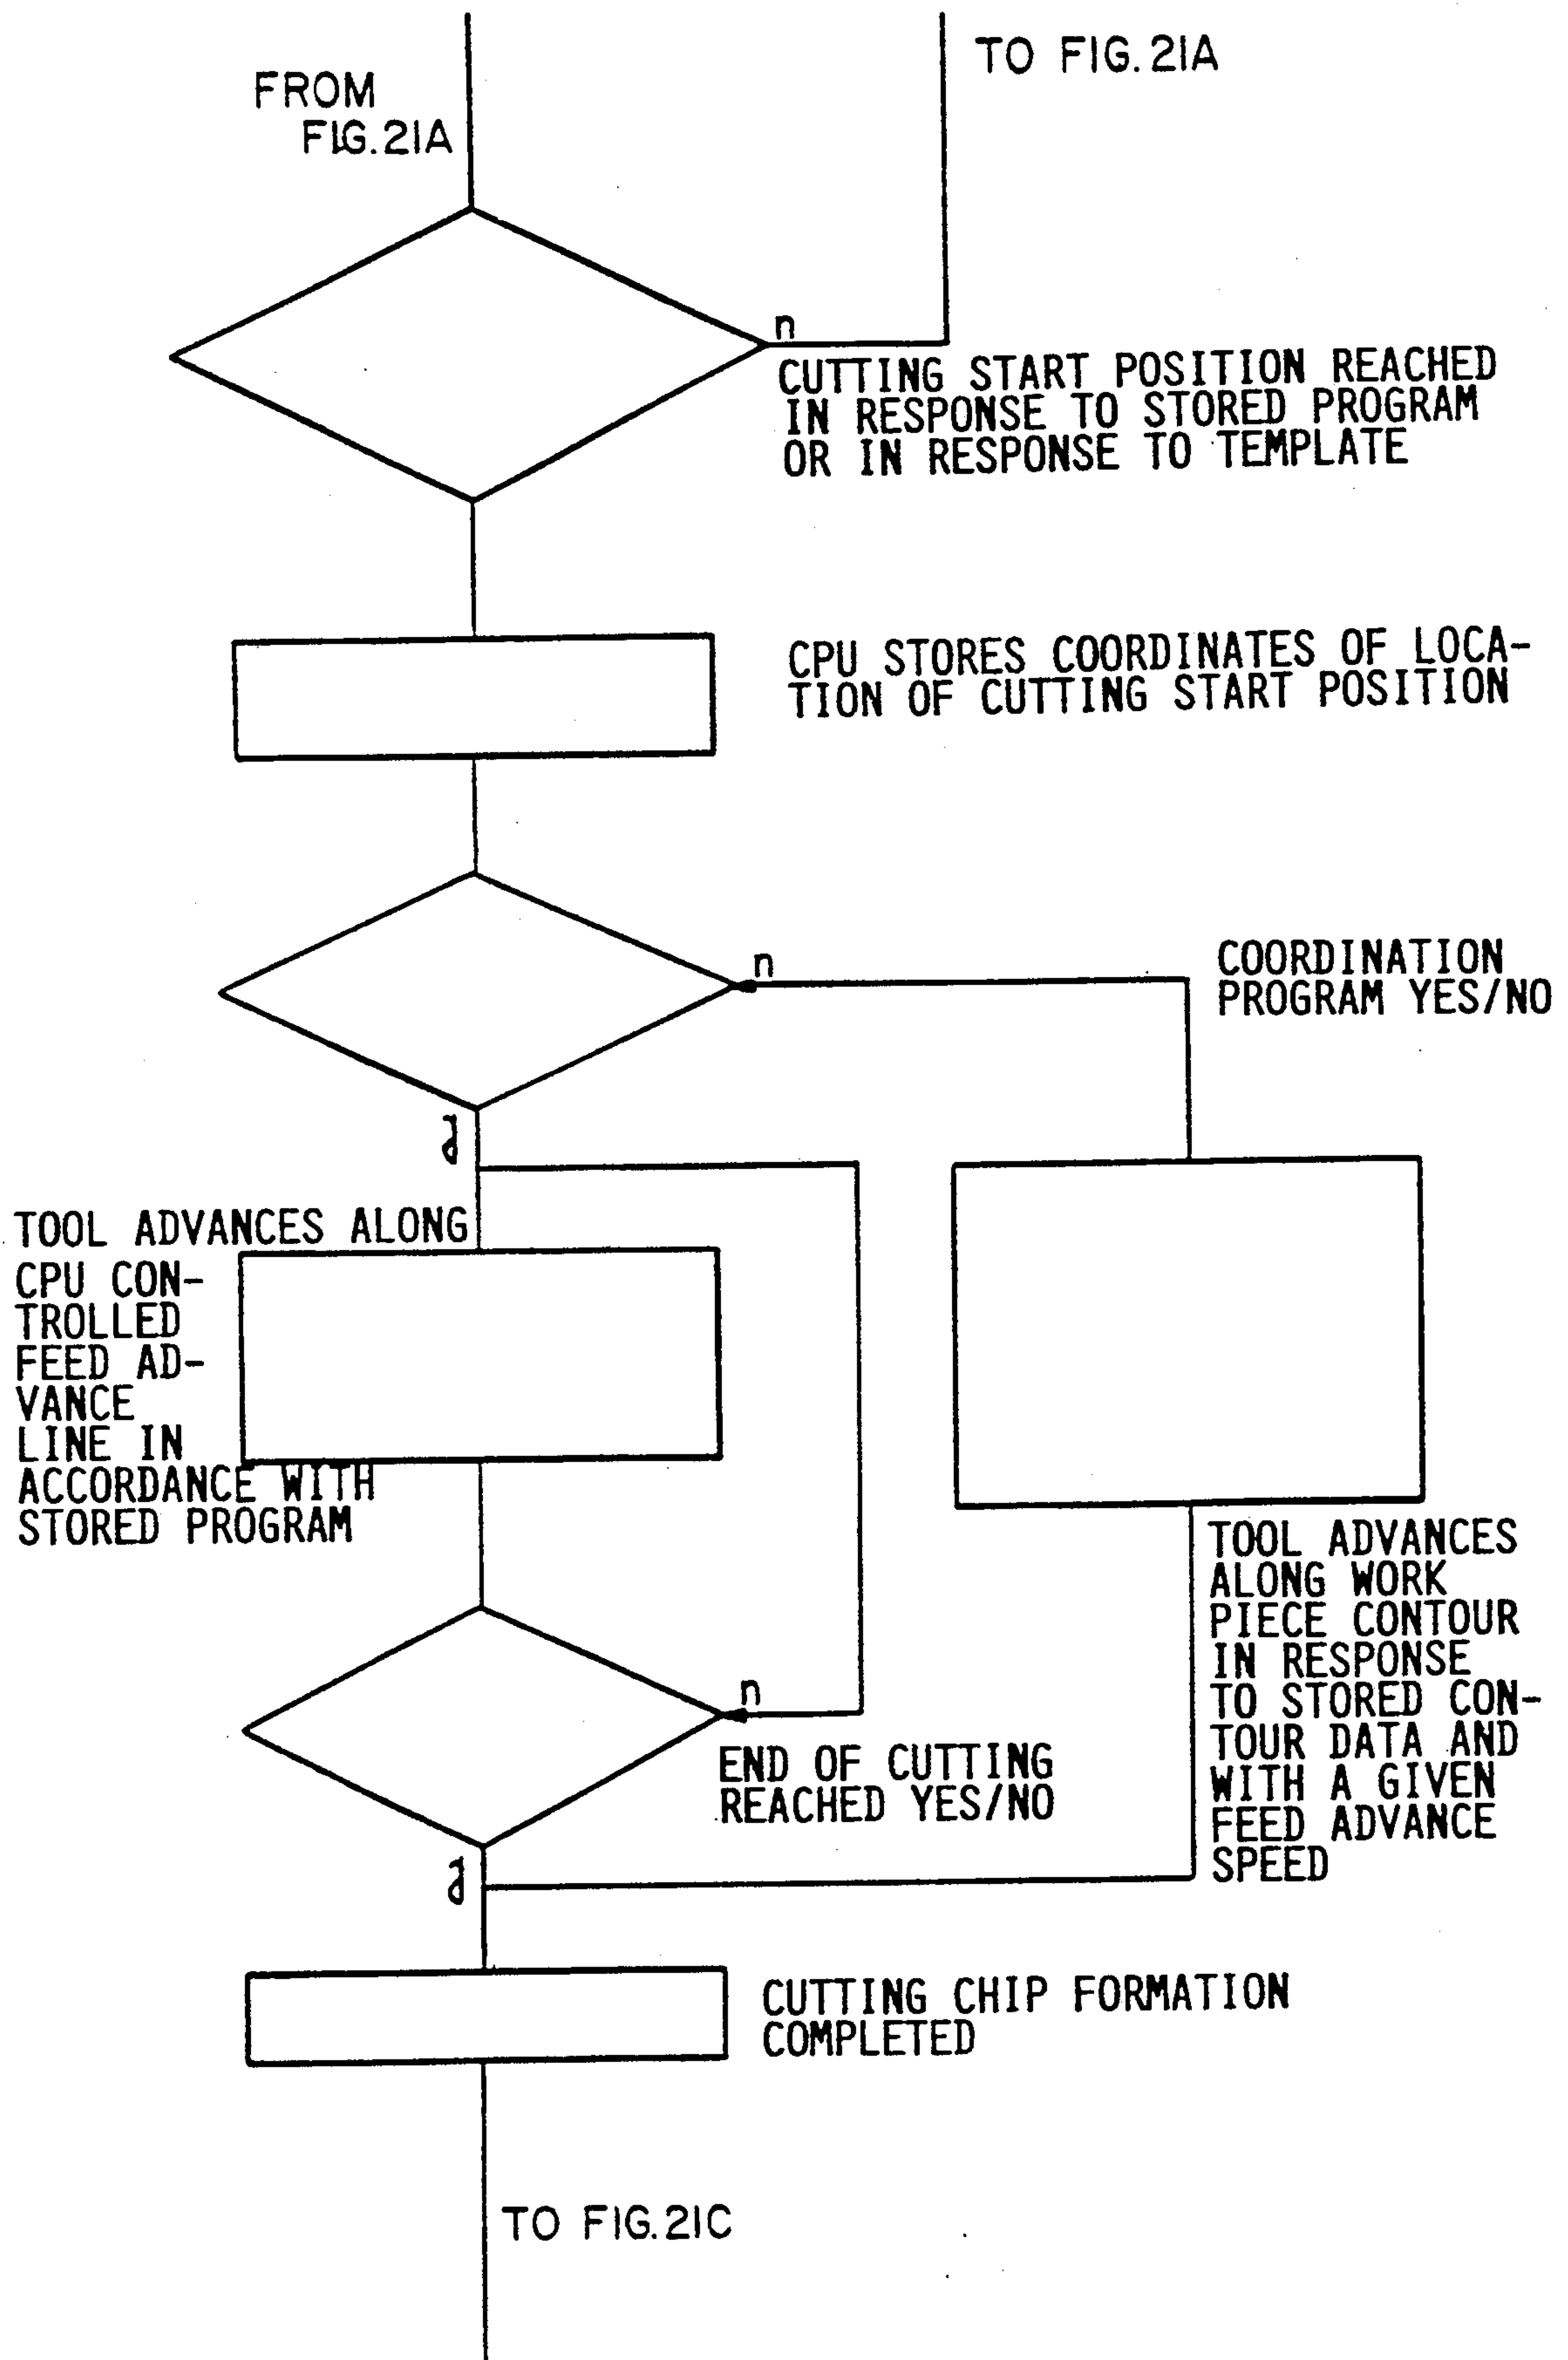 FROM
FIG.21A
TO FIG.21A
n
CUTTING START POSITION REACHED
IN RESPONSE TO STORED PROGRAM
OR IN RESPONSE TO TEMPLATE
CPU STORES COORDINATES OF LOCA-
TION OF CUTTING START POSITION
n
COORDINATION
PROGRAM YES/NO
TOOL ADVANCES ALONG
CPU CON-
TROLLED
FEED AD-
VANCE
LINE IN
ACCORDANCE WITH
STORED PROGRAM
TOOL ADVANCES
ALONG WORK
PIECE CONTOUR
IN RESPONSE
TO STORED CON-
TOUR DATA AND
WITH A GIVEN
FEED ADVANCE
SPEED
n
END OF CUTTING
REACHED YES/NO
CUTTING CHIP FORMATION
COMPLETED
TO FIG.21C